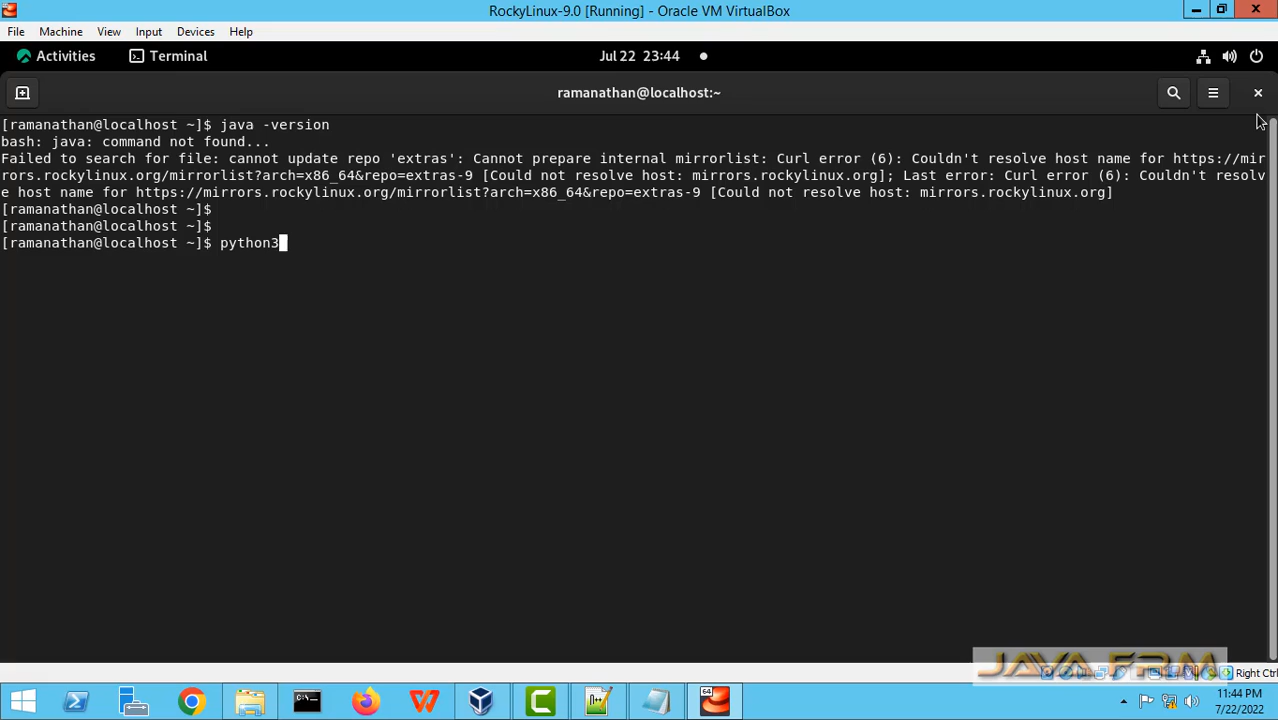 RockyLinux-9.0 [Running] - Oracle VM VirtualBox
File Machine View Input Devices Help
Activities Terminal Jul 22 23:44
ramanathan@localhost:~
[ramanathan@localhost ~]$ java -version
bash: java: command not found...
Failed to search for file: cannot update repo 'extras': Cannot prepare internal mirrorlist: Curl error (6): Couldn't resolve host name for https://mir
rors.rockylinux.org/mirrorlist?arch=x86_64&repo=extras-9 [Could not resolve host: mirrors.rockylinux.org]; Last error: Curl error (6): Couldn't resolv
e host name for https://mirrors.rockylinux.org/mirrorlist?arch=x86_64&repo=extras-9 [Could not resolve host: mirrors.rockylinux.org]
[ramanathan@localhost ~]$
[ramanathan@localhost ~]$
[ramanathan@localhost ~]$ python3
JAVA FRM
Right Ctrl
64
11:44 PM
7/22/2022